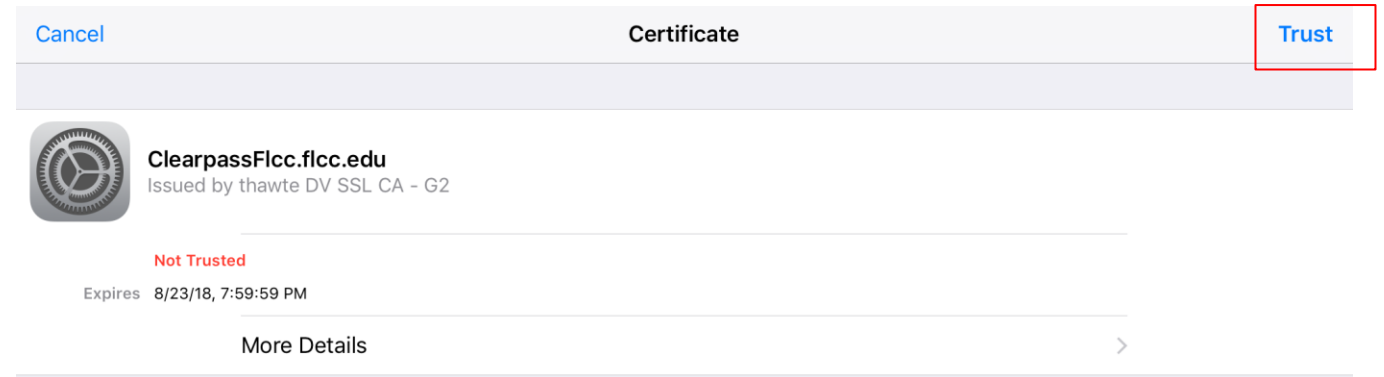 Cancel Certificate Trust
ClearpassFlcc.flcc.edu
Issued by thawte DV SSL CA - G2
Not Trusted
Expires 8/23/18, 7:59:59 PM
More Details